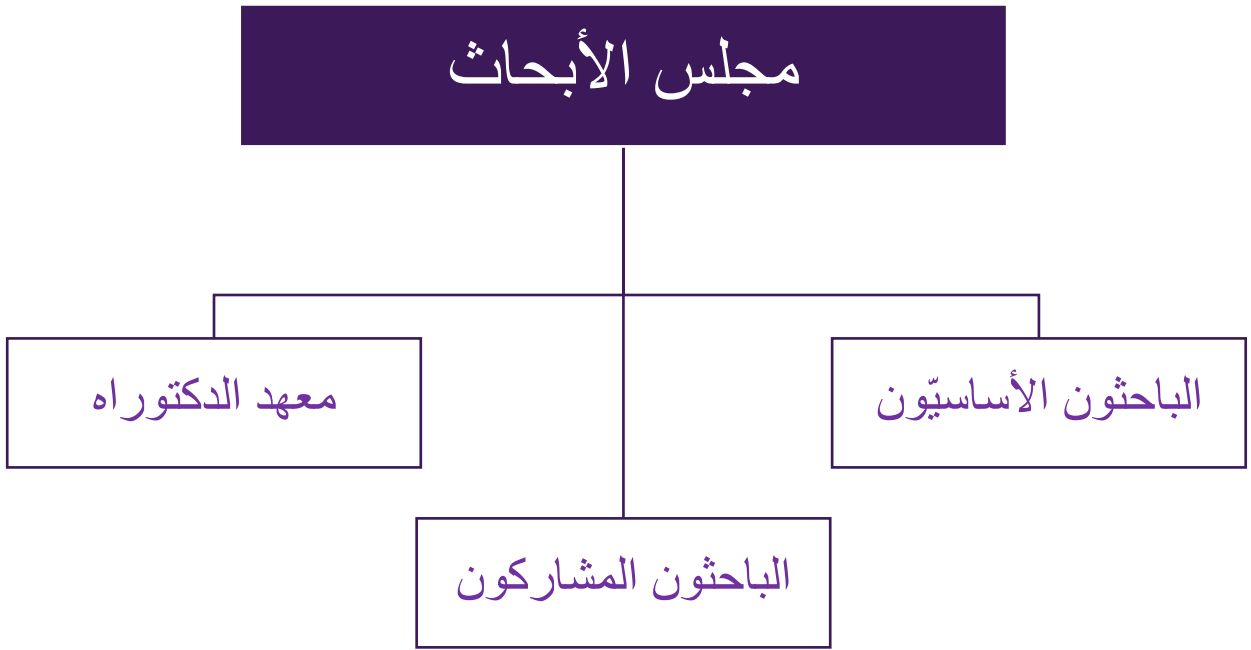 مجلس الأبحاث
الباحثون الأساسيّون
معهد الدكتوراه
الباحثون المشاركون